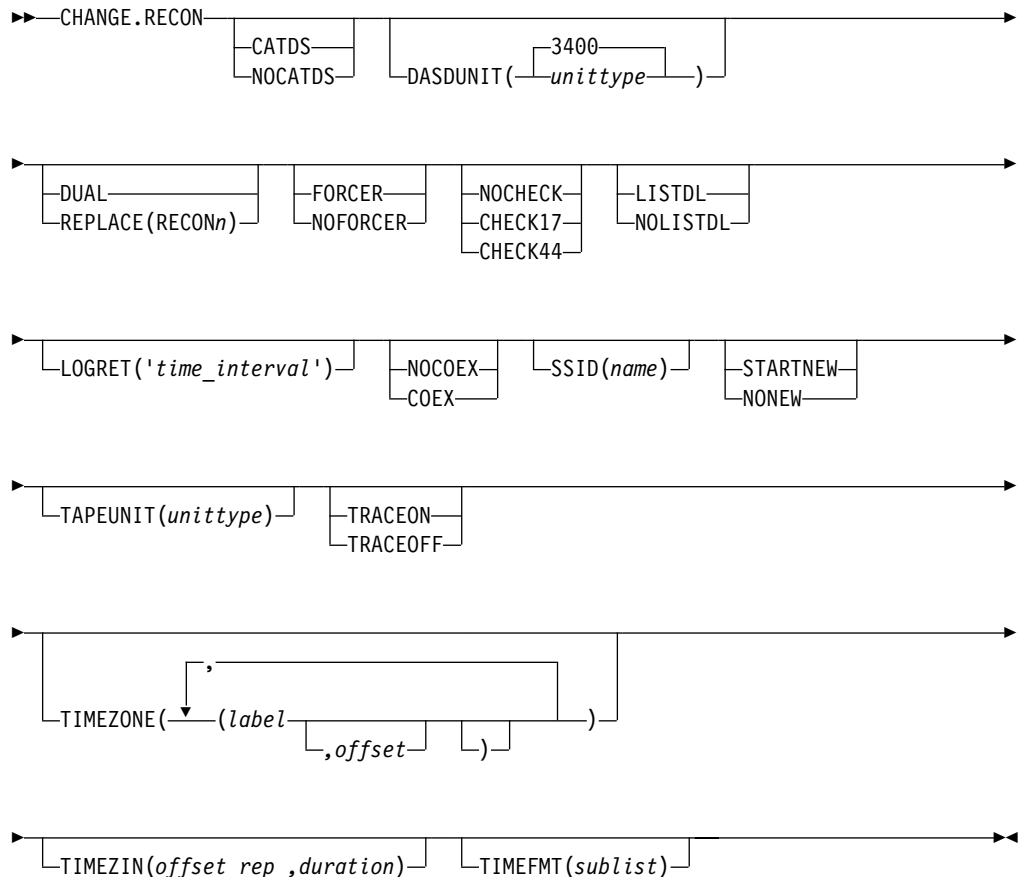 CHANGE.RECON
CATDS
NOCATDS
DASDUNIT(
3400
unittype
)
DUAL
REPLACE(RECONn)
FORCER
NOFORCER
NOCHECK
CHECK17
CHECK44
LISTDL
NOLISTDL
LOGRET('time_interval')
NOCOEX
COEX
SSID(name)
STARTNEW
NONEW
TAPEUNIT(unittype)
TRACEON
TRACEOFF
TIMEZONE(
,
(label
,offset
)
)
TIMEZIN(offset rep ,duration)
TIMEFMT(sublist)